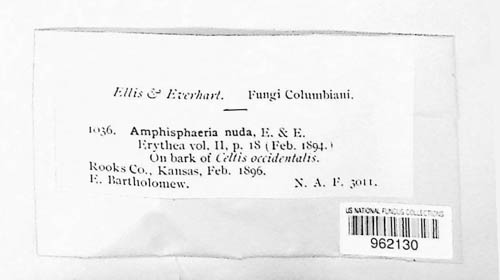 Ellis & Everhart. Fungi Columbiani.
1036. Amphisphaeria nuda, E. & E.
Erythea vol. II, p. 18 (Feb. 1894.)
On bark of Celtis occidentalis.
Rooks Co., Kansas, Feb. 1896.
E. Bartholomew. N. A. F. 3011.
US NATIONAL FUNGUS COLLECTIONS
962130